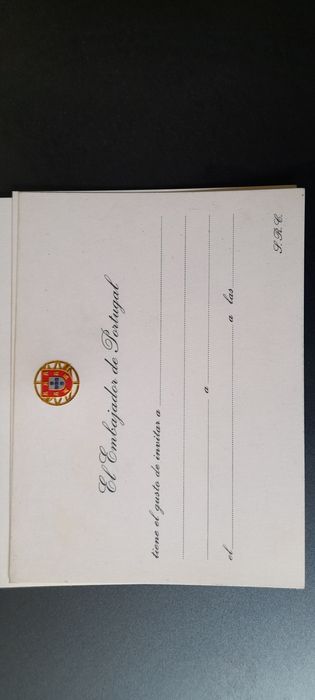 El Embajador de Portugal
tiene el gusto de invitar a
a
el a las
S. R. C.